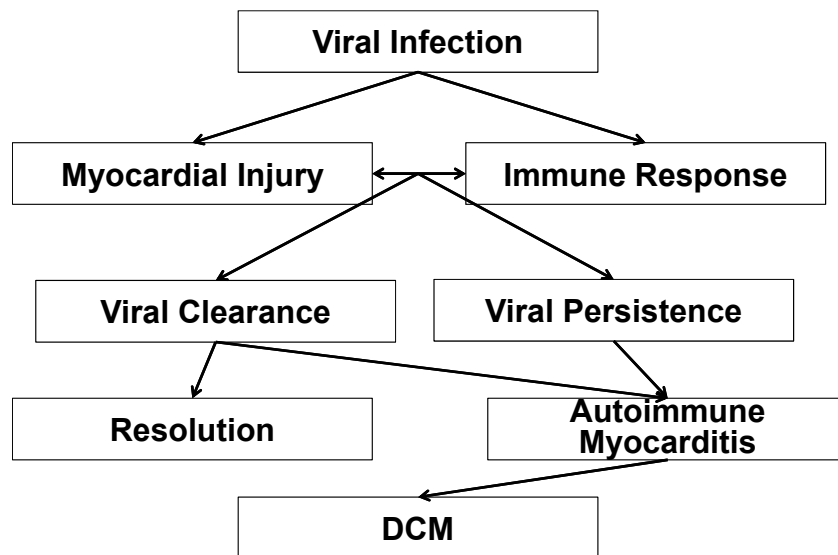 Viral Infection
Myocardial Injury
Immune Response
Viral Clearance
Viral Persistence
Resolution
Autoimmune
Myocarditis
DCM